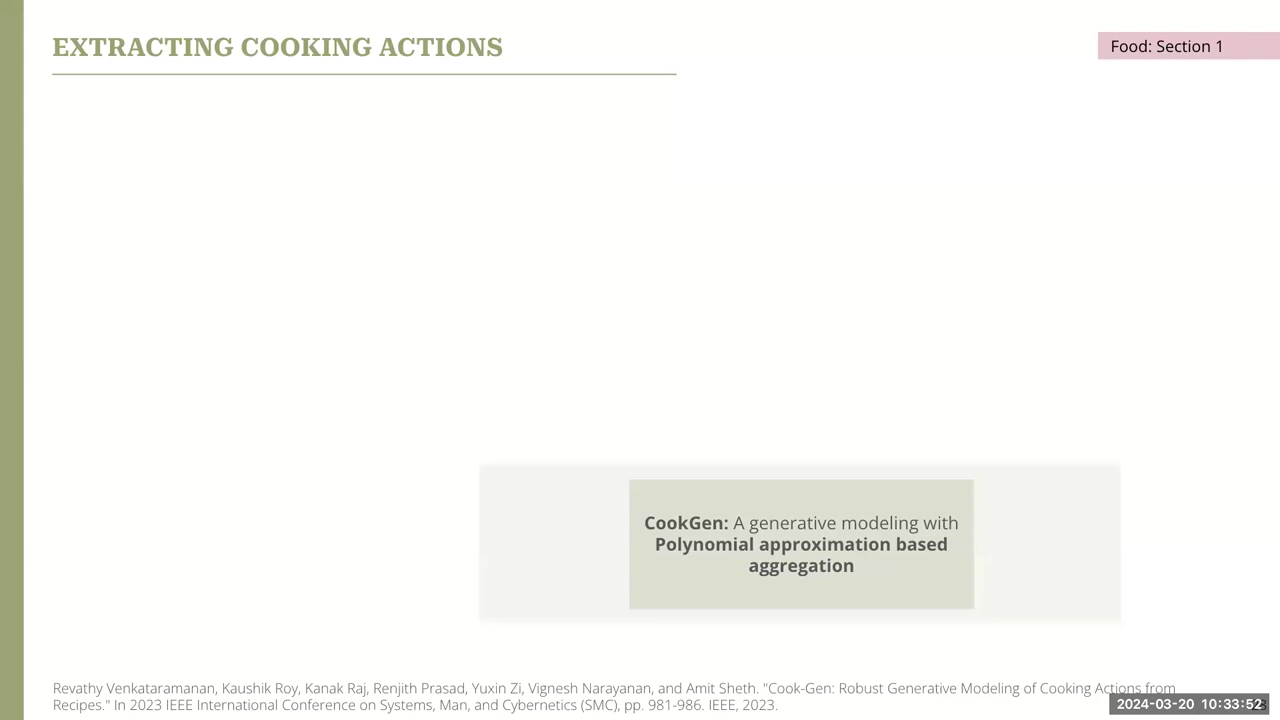 EXTRACTING COOKING ACTIONS
Food: Section 1
CookGen: A generative modeling with
Polynomial approximation based
aggregation
Revathy Venkataramanan, Kaushik Roy, Kanak Raj, Renjith Prasad, Yuxin Zi, Vignesh Narayanan, and Amit Sheth. "Cook-Gen: Robust Generative Modeling of Cooking Actions from
Recipes." In 2023 IEEE International Conference on Systems, Man, and Cybernetics (SMC), pp. 981-986. IEEE, 2023.
2024-03-20 10:33:52